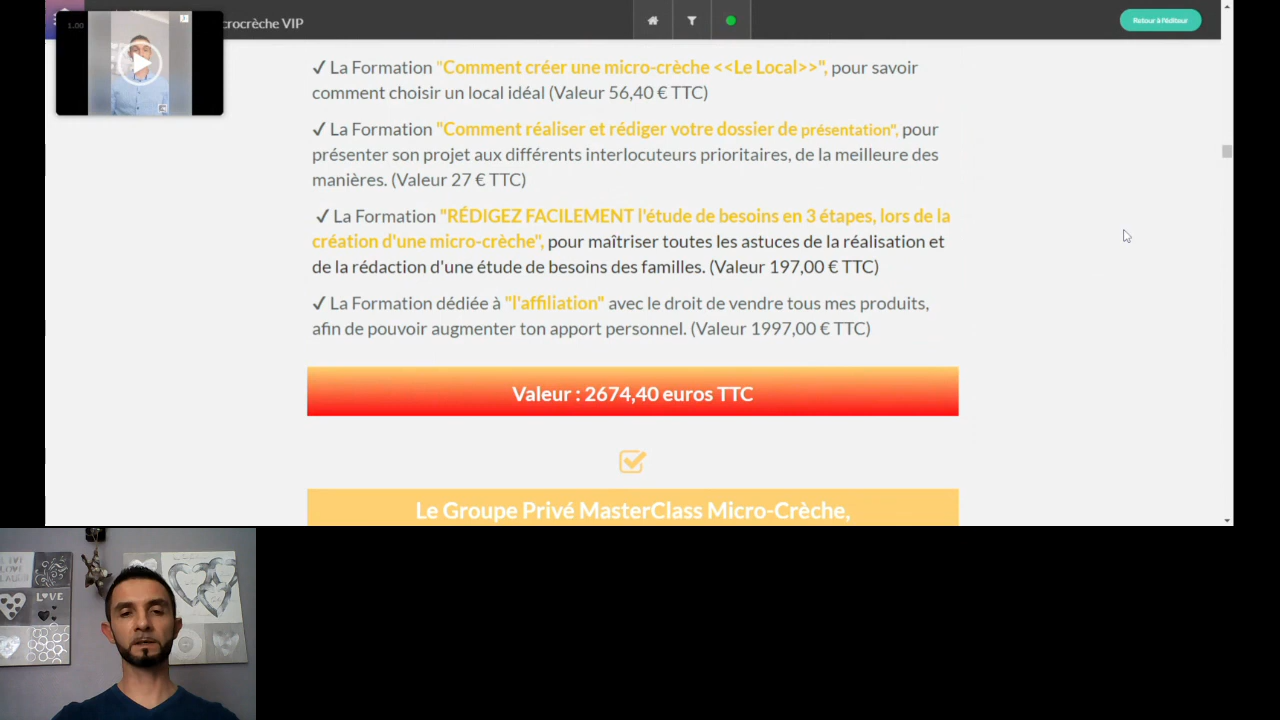 crocrèche VIP
Retour à l'éditeur
1.00
✓ La Formation "Comment créer une micro-crèche <<Le Local>>", pour savoir
comment choisir un local idéal (Valeur 56,40 € TTC)
✓ La Formation "Comment réaliser et rédiger votre dossier de présentation", pour
présenter son projet aux différents interlocuteurs prioritaires, de la meilleure des
manières. (Valeur 27 € TTC)
✓ La Formation "RÉDIGEZ FACILEMENT l'étude de besoins en 3 étapes, lors de la
création d'une micro-crèche", pour maîtriser toutes les astuces de la réalisation et
de la rédaction d'une étude de besoins des familles. (Valeur 197,00 € TTC)
✓ La Formation dédiée à "l'affiliation" avec le droit de vendre tous mes produits,
afin de pouvoir augmenter ton apport personnel. (Valeur 1997,00 € TTC)
Valeur : 2674,40 euros TTC
Le Groupe Privé MasterClass Micro-Crèche,
LOVE
LOVE